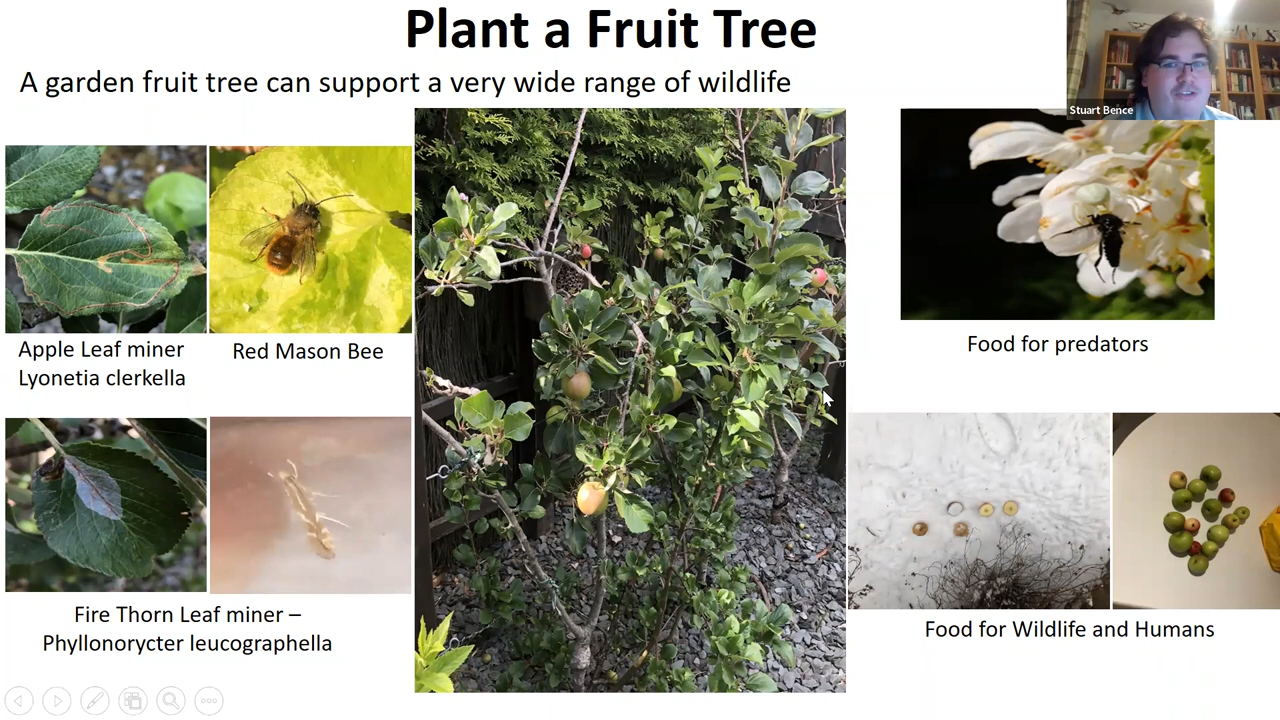 Plant a Fruit Tree
A garden fruit tree can support a very wide range of wildlife
Stuart Bence
Apple Leaf miner
Lyonetia clerkella
Red Mason Bee
Food for predators
Fire Thorn Leaf miner –
Phyllonorycter leucographella
Food for Wildlife and Humans